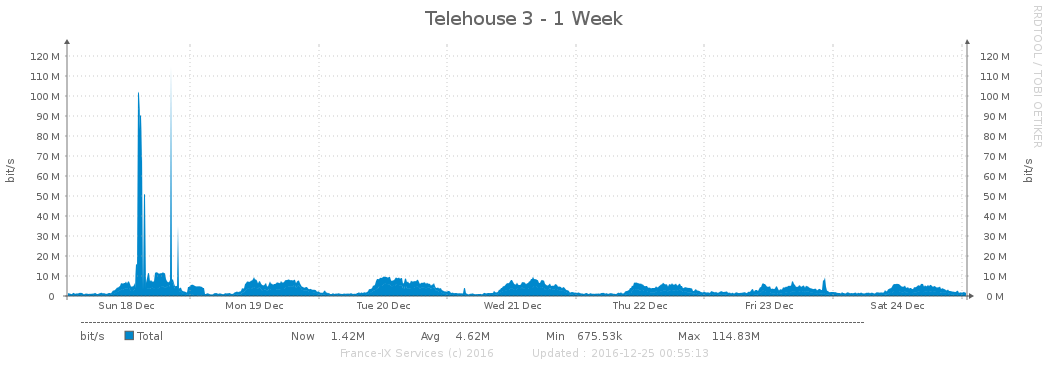 Telehouse 3 - 1 Week
RRDTOOL / TOBI OETIKER
bit/s
120 M 120 M
110 M 110 M
100 M 100 M
90 M 90 M
80 M 80 M
70 M 70 M
60 M 60 M
50 M 50 M
40 M 40 M
30 M 30 M
20 M 20 M
10 M 10 M
0 0 M
bit/s
Sun 18 Dec Mon 19 Dec Tue 20 Dec Wed 21 Dec Thu 22 Dec Fri 23 Dec Sat 24 Dec
bit/s Total Now 1.42M Avg 4.62M Min 675.53k Max 114.83M
France-IX Services (c) 2016 Updated : 2016-12-25 00:55:13